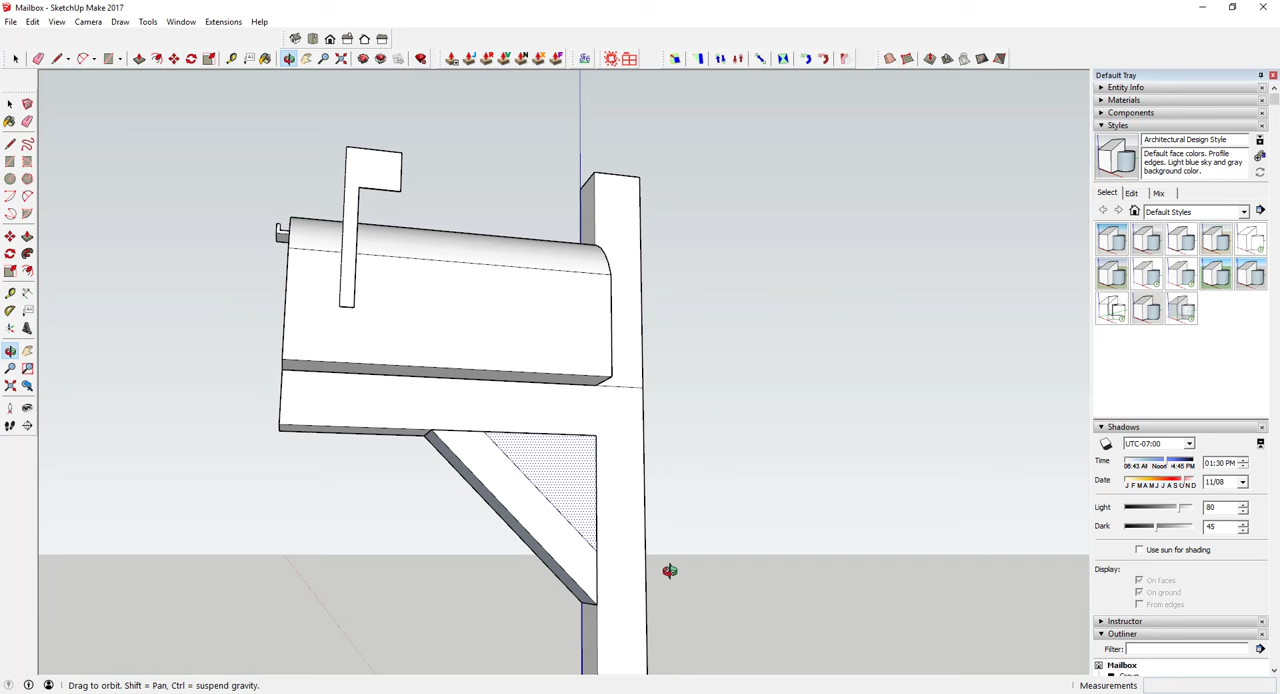 Mailbox - SketchUp Make 2017
File Edit View Camera Draw Tools Window Extensions Help
Default Tray
Entity Info
Materials
Components
Styles
Architectural Design Style
Default face colors. Profile
edges. Light blue sky and gray
background color.
Select Edit Mix
Default Styles
Shadows
UTC-07:00
Time
06:43 AM Noon 4:45 PM
01:30 PM
Date
J F M A M J J A S O N D
11/08
Light
80
Dark
45
Use sun for shading
Display:
On faces
On ground
From edges
Instructor
Outliner
Filter:
Mailbox
Drag to orbit. Shift = Pan, Ctrl = suspend gravity.
Measurements